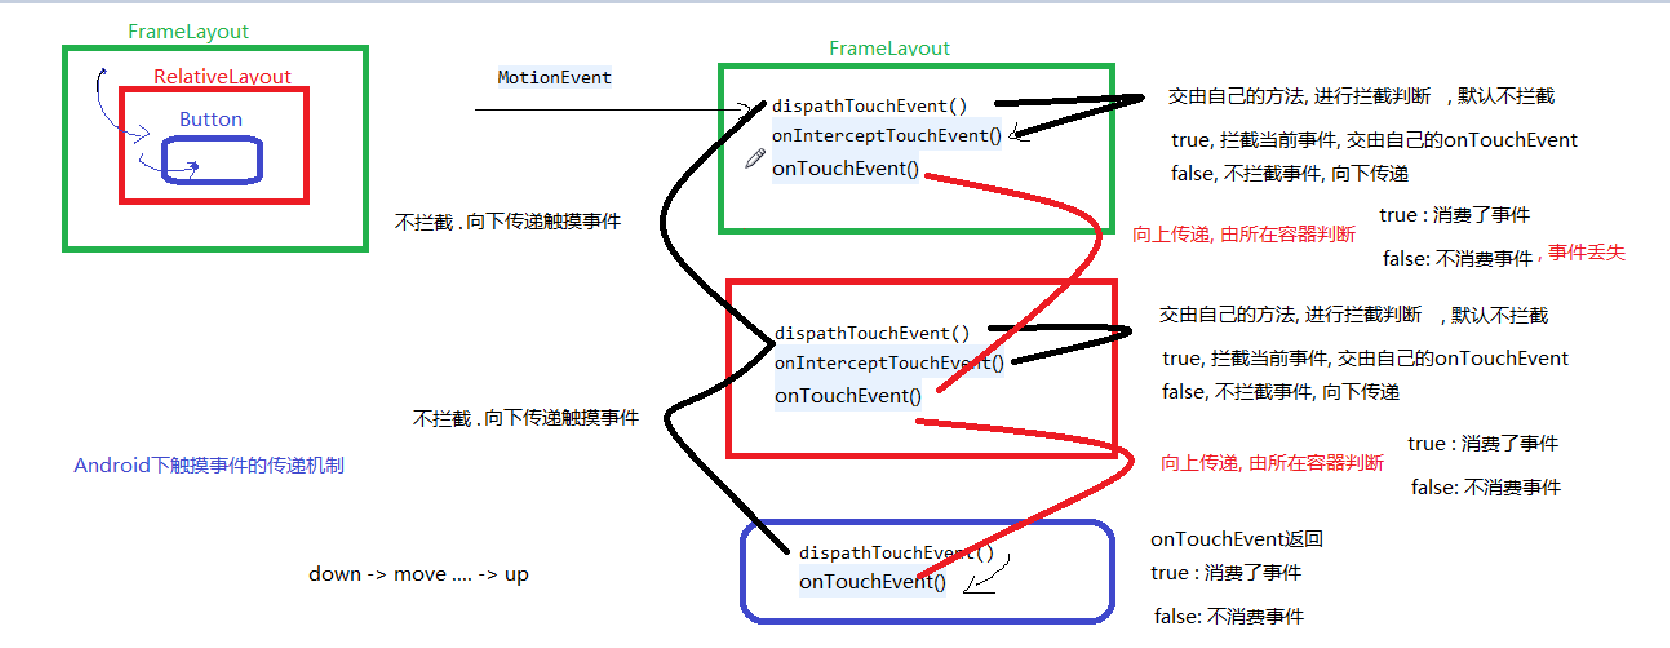 FrameLayout
RelativeLayout
Button
MotionEvent
FrameLavout
dispathTouchEvent()
onInterceptTouchEvent()
onTouchEvent()
交由自己的方法, 进行拦截判断 , 默认不拦截
true, 拦截当前事件, 交由自己的onTouchEvent
false, 不拦截事件, 向下传递
不拦截 . 向下传递触摸事件
向上传递, 由所在容器判断
true : 消费了事件
false: 不消费事件 , 事件丢失
dispathTouchEvent()
onInterceptTouchEvent()
onTouchEvent()
交由自己的方法, 进行拦截判断 , 默认不拦截
true, 拦截当前事件, 交由自己的onTouchEvent
false, 不拦截事件, 向下传递
不拦截 . 向下传递触摸事件
向上传递, 由所在容器判断
true : 消费了事件
false: 不消费事件
Android下触摸事件的传递机制
down -> move .... -> up
dispathTouchEvent()
onTouchEvent()
onTouchEvent返回
true : 消费了事件
false: 不消费事件